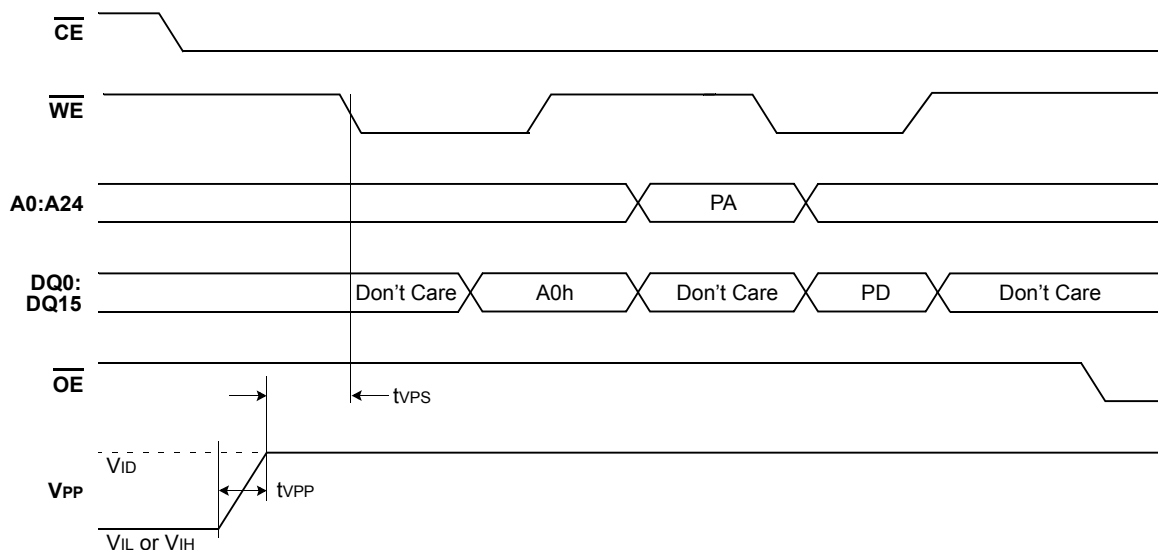 CE
WE
A0:A24
PA
DQ0:
DQ15
Don't Care
A0h
Don't Care
PD
Don't Care
OE
tVPS
VID
VPP
tVPP
VIL or VIH